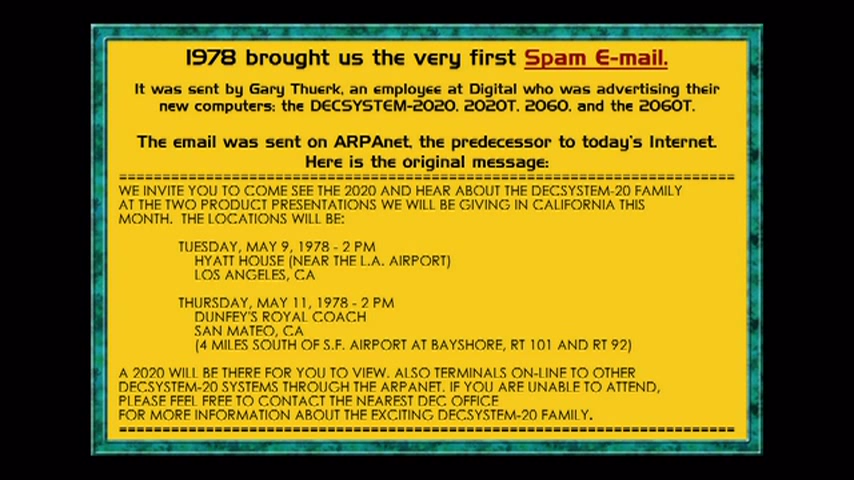 1978 brought us the very first Spam E-mail.
It was sent by Gary Thuerk, an employee at Digital who was advertising their
new computers: the DECSYSTEM-2020, 2020T, 2060, and the 2060T.
The email was sent on ARPAnet, the predecessor to today's Internet.
Here is the original message:
WE INVITE YOU TO COME SEE THE 2020 AND HEAR ABOUT THE DECSYSTEM-20 FAMILY
AT THE TWO PRODUCT PRESENTATIONS WE WILL BE GIVING IN CALIFORNIA THIS
MONTH. THE LOCATIONS WILL BE:
TUESDAY, MAY 9, 1978 - 2 PM
HYATT HOUSE (NEAR THE L.A. AIRPORT)
LOS ANGELES, CA
THURSDAY, MAY 11, 1978 - 2 PM
DUNFEY'S ROYAL COACH
SAN MATEO, CA
(4 MILES SOUTH OF S.F. AIRPORT AT BAYSHORE, RT 101 AND RT 92)
A 2020 WILL BE THERE FOR YOU TO VIEW. ALSO TERMINALS ON-LINE TO OTHER
DECSYSTEM-20 SYSTEMS THROUGH THE ARPANET. IF YOU ARE UNABLE TO ATTEND,
PLEASE FEEL FREE TO CONTACT THE NEAREST DEC OFFICE
FOR MORE INFORMATION ABOUT THE EXCITING DECSYSTEM-20 FAMILY.